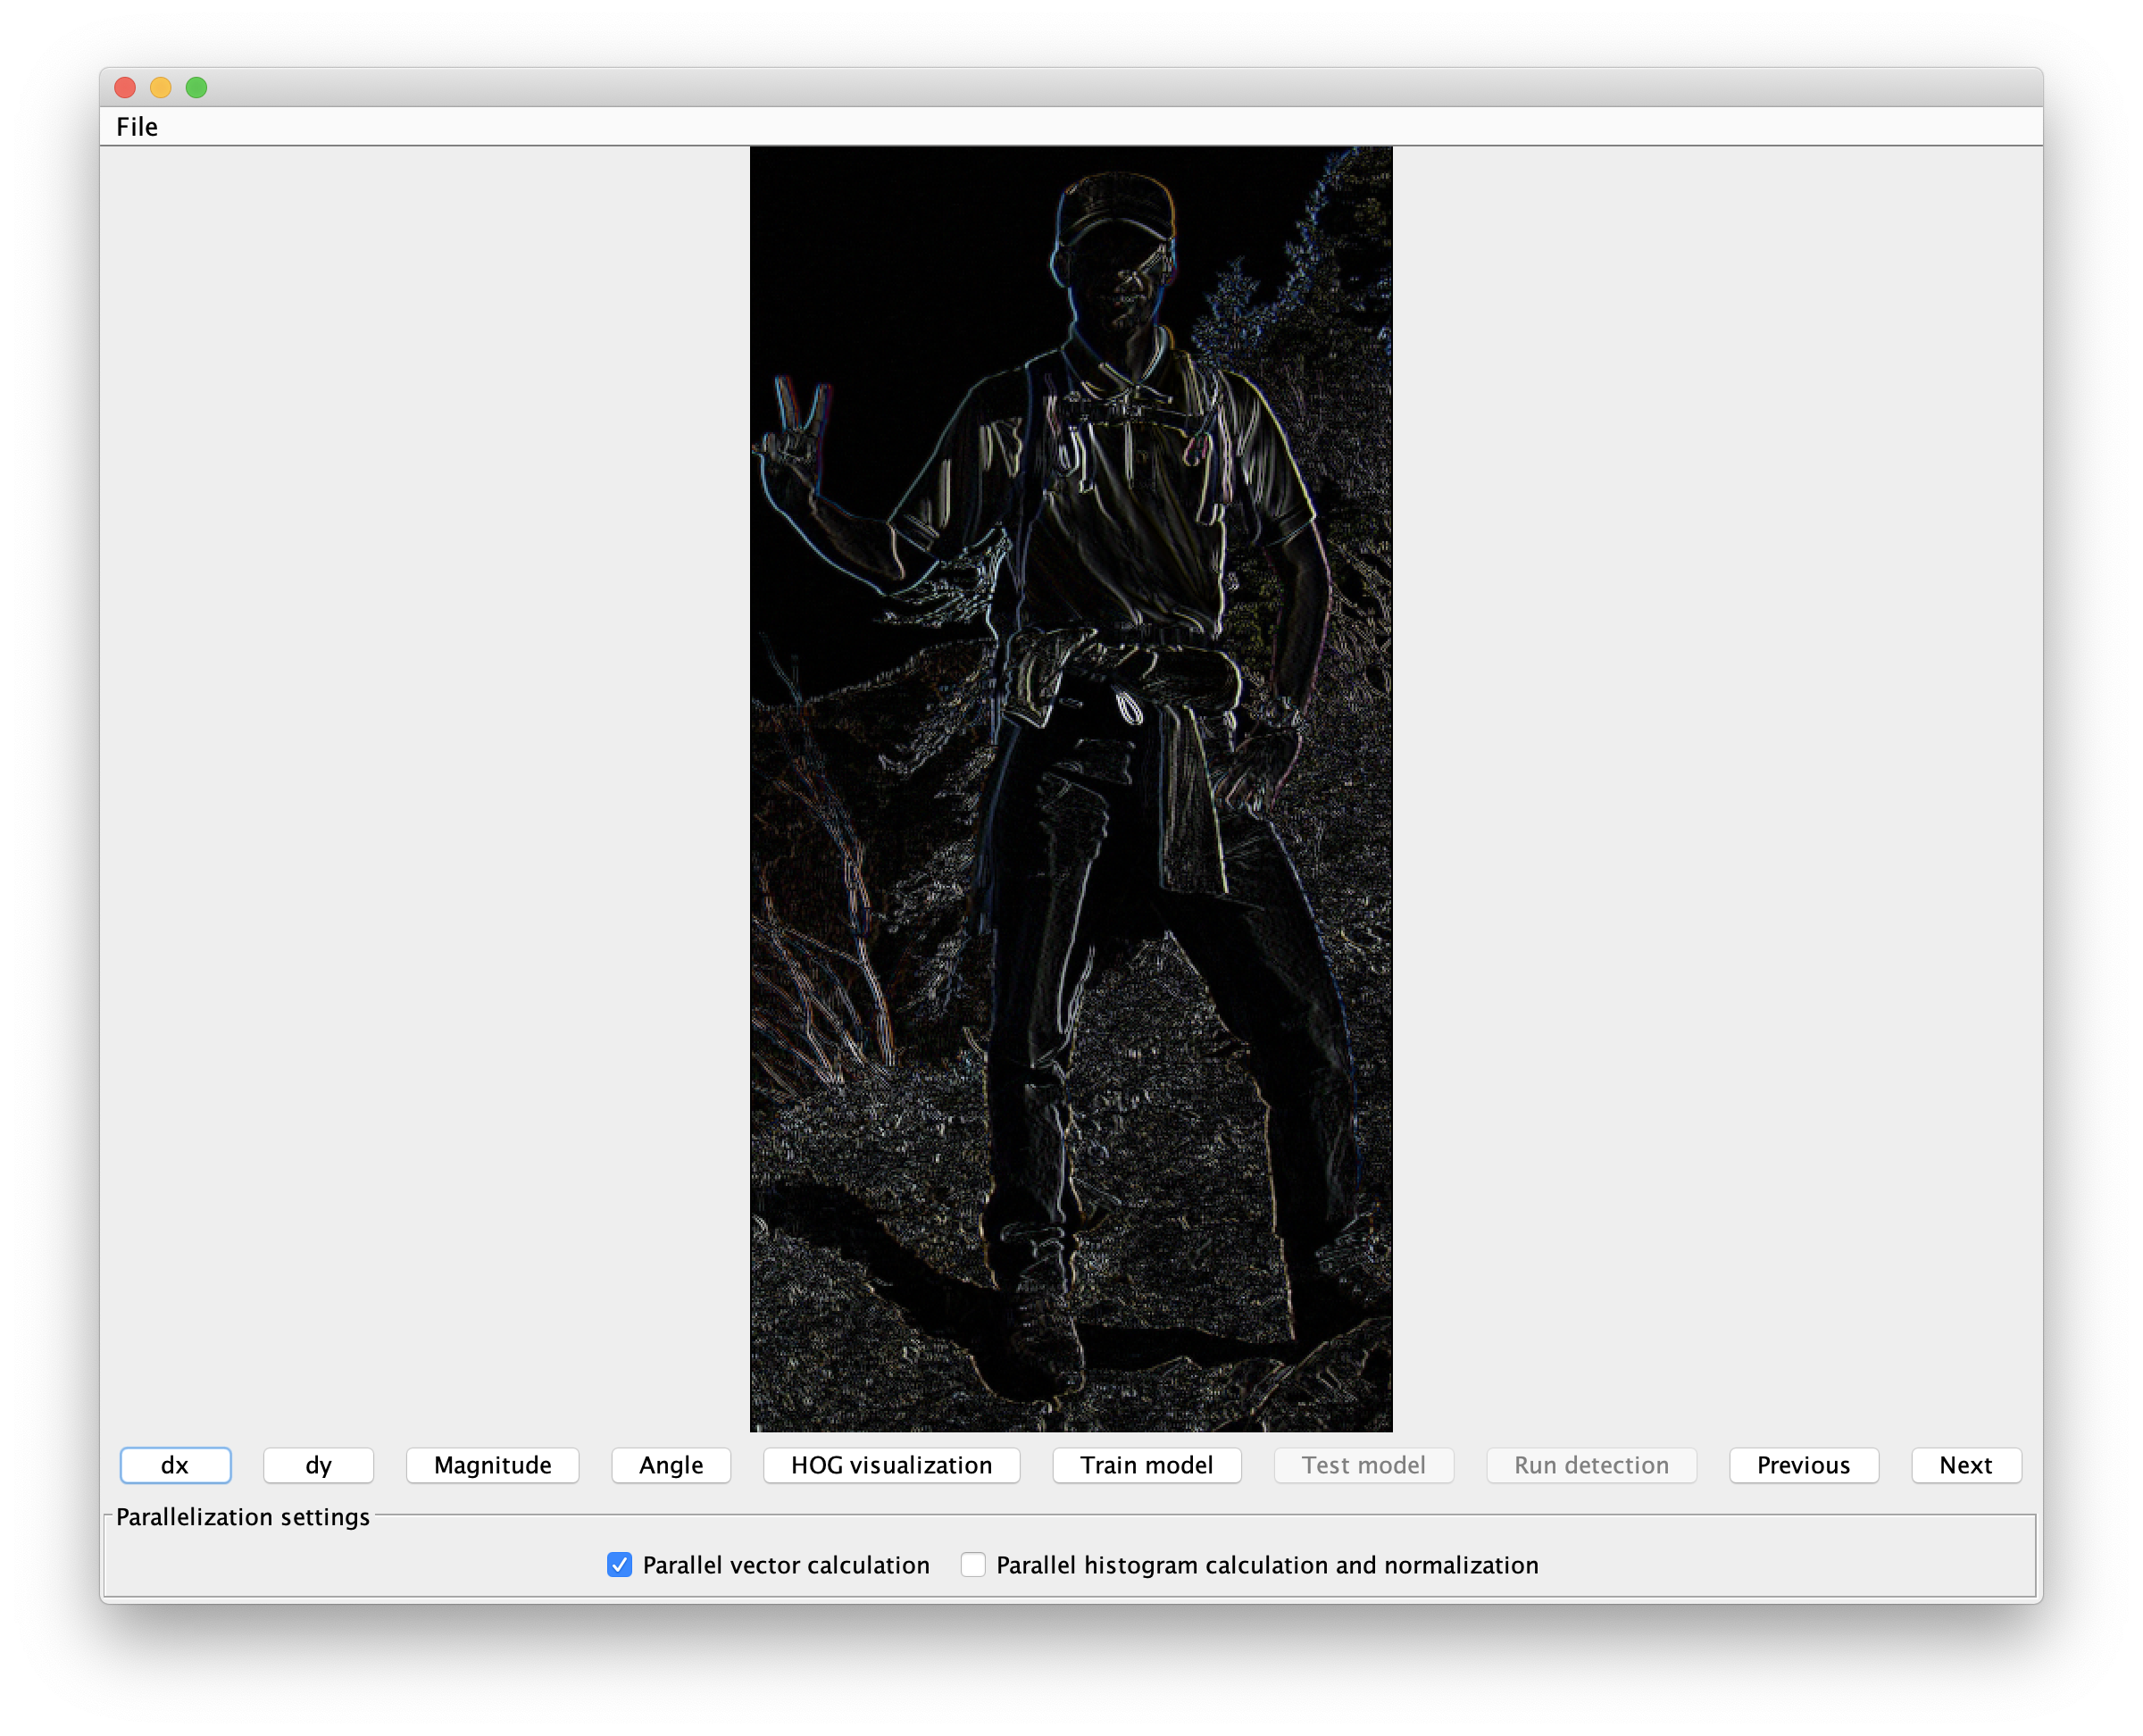 File
dx dy Magnitude Angle HOG visualization Train model Test model Run detection Previous Next
Parallelization settings
Parallel vector calculation Parallel histogram calculation and normalization